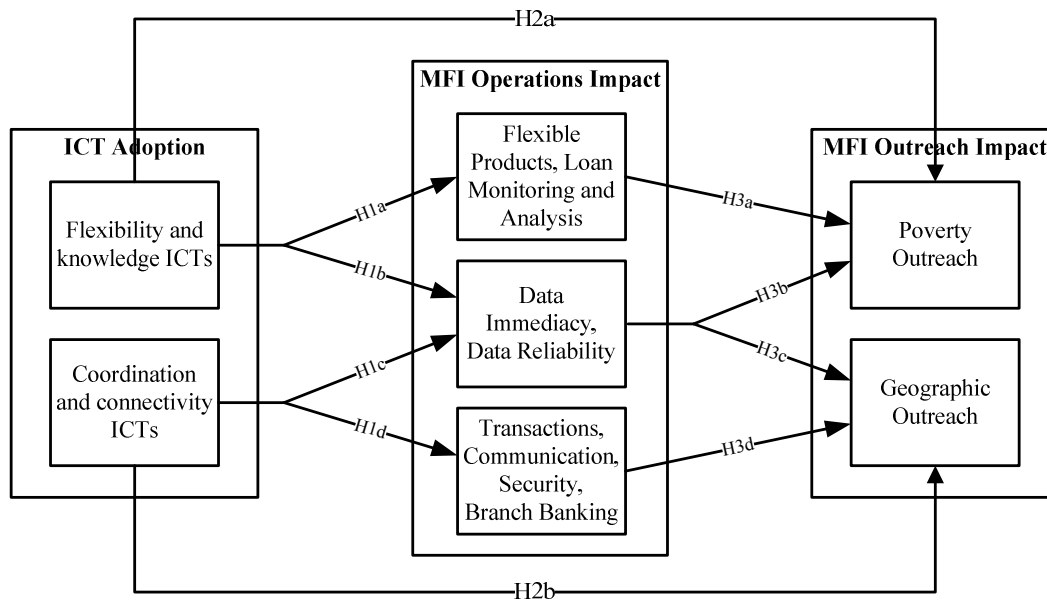 H2a
ICT Adoption
Flexibility and
knowledge ICTs
Coordination
and connectivity
ICTs
H1a
H1b
H1c
H1d
MFI Operations Impact
Flexible
Products, Loan
Monitoring and
Analysis
Data
Immediacy,
Data Reliability
Transactions,
Communication,
Security,
Branch Banking
H3a
H3b
H3c
H3d
MFI Outreach Impact
Poverty
Outreach
Geographic
Outreach
H2b